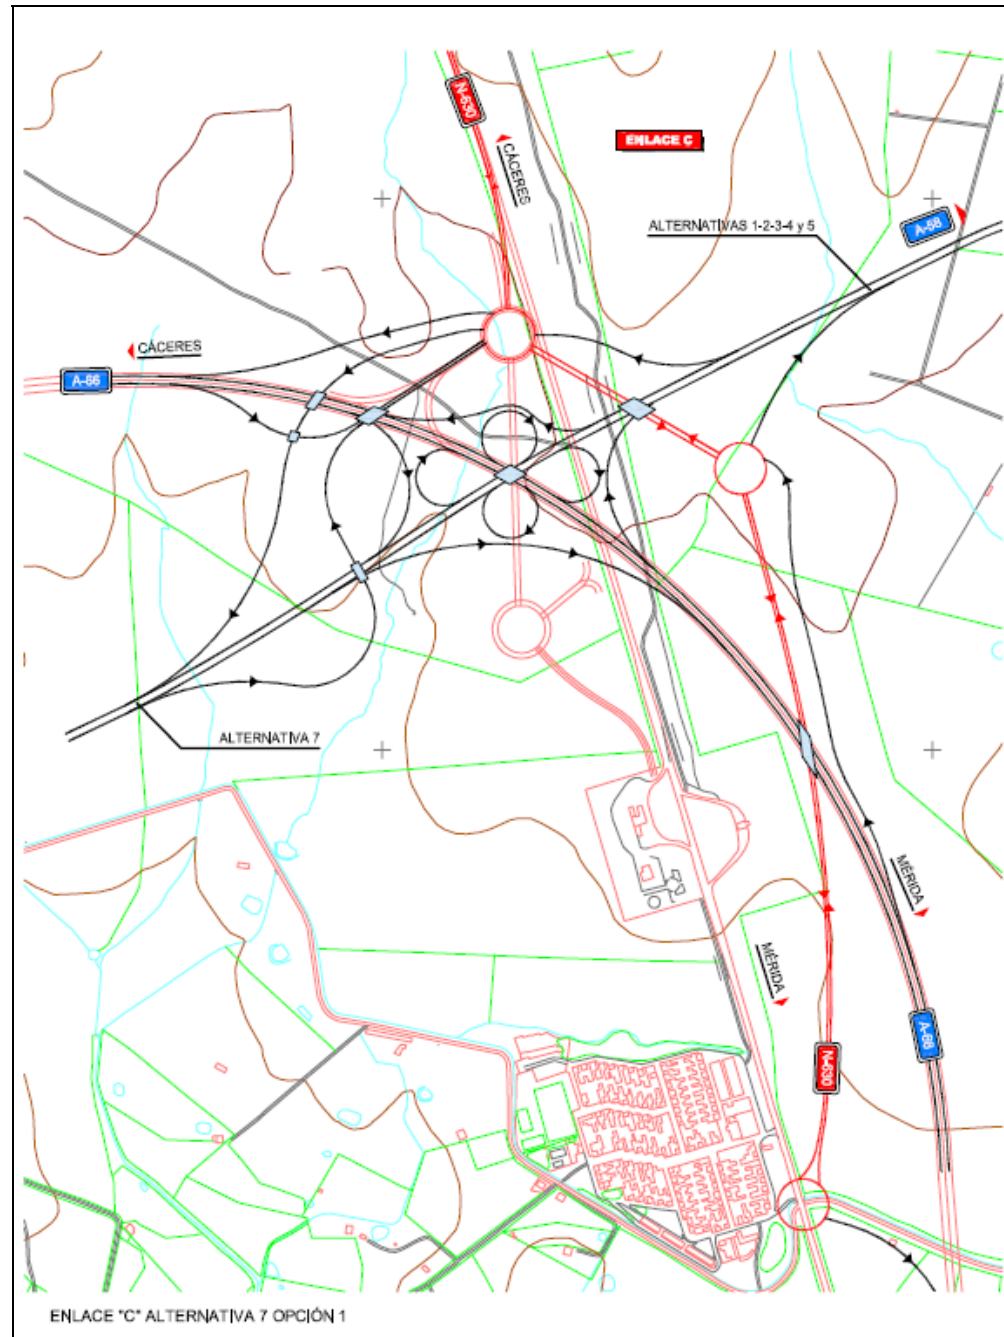 N-630
ENLACE C
CÁCERES
ALTERNATIVAS 1-2-3-4 y 5
A-58
CÁCERES
A-66
ALTERNATIVA 7
MÉRIDA
MÉRIDA
A-66
N-630
ENLACE "C" ALTERNATIVA 7 OPCIÓN 1